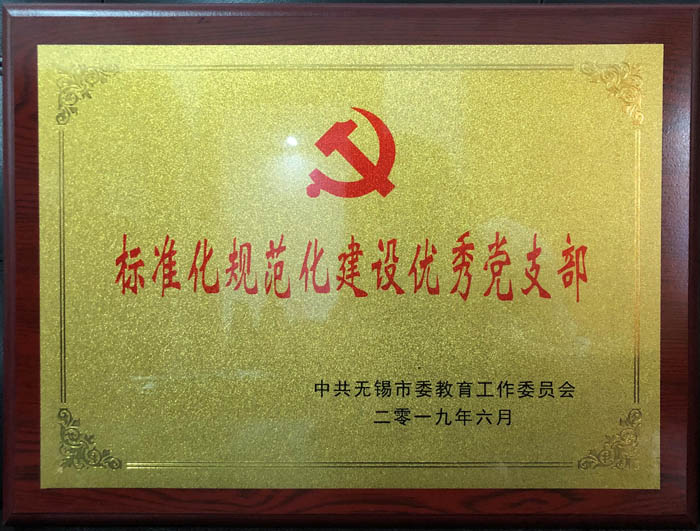 标准化规范化建设优秀党支部
中共无锡市委教育工作委员会
二零一九年六月